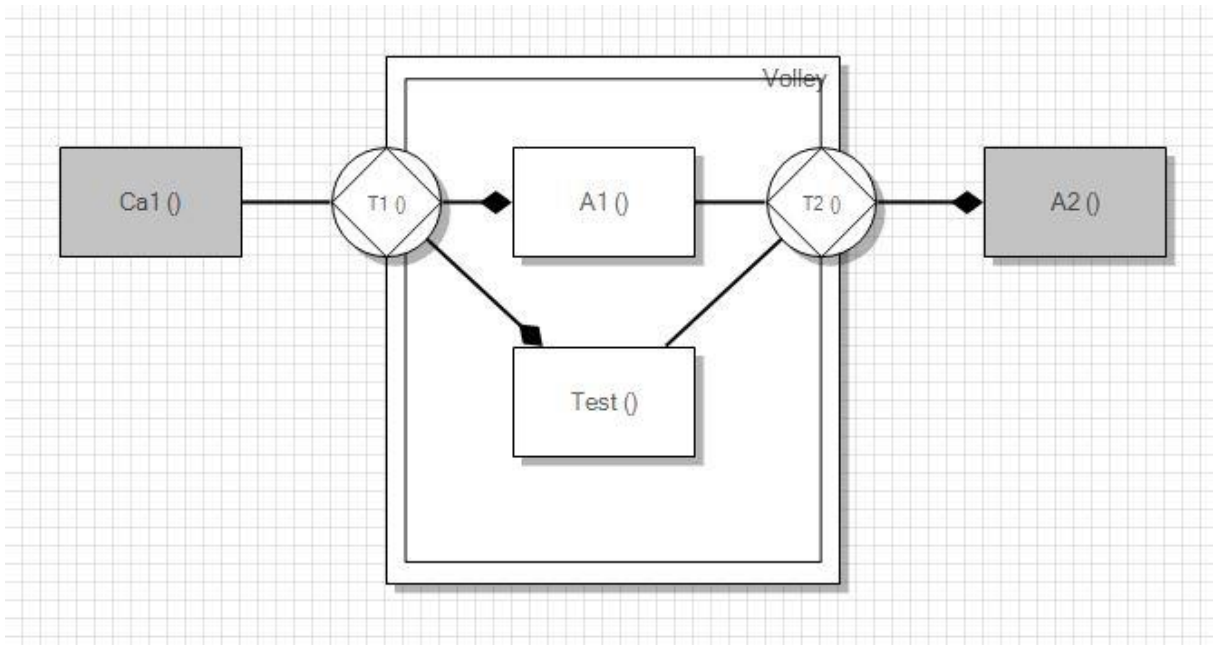 Volley
Ca1 ()
T1 ()
A1 ()
T2 ()
A2 ()
Test ()